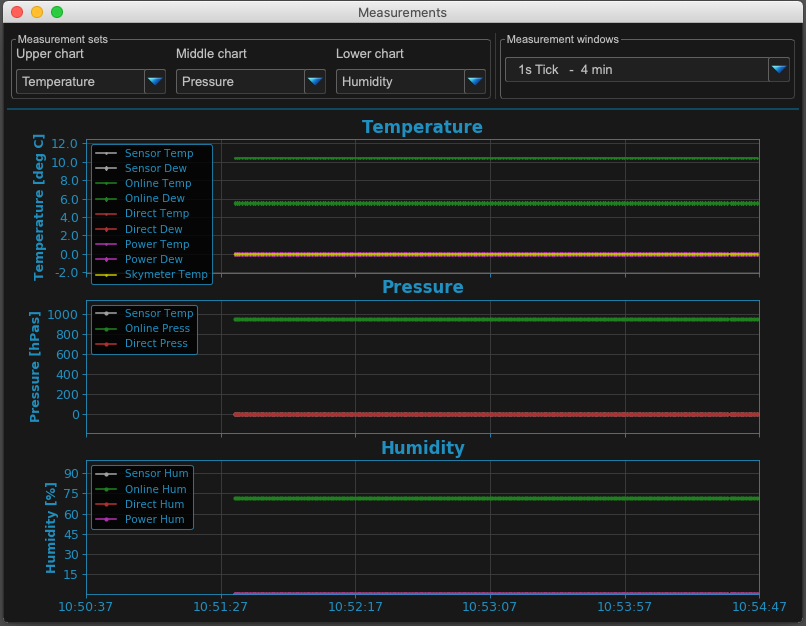 Measurements
Measurement sets
Measurement windows
Upper chart
Middle chart
Lower chart
Temperature
Pressure
Humidity
1s Tick - 4 min
Temperature
Temperature [deg C]
12.0
10.0
8.0
6.0
4.0
2.0
0.0
-2.0
Sensor Temp
Sensor Dew
Online Temp
Online Dew
Direct Temp
Direct Dew
Power Temp
Power Dew
Skymeter Temp
Pressure
Pressure [hPas]
1000
800
600
400
200
0
Sensor Temp
Online Press
Direct Press
Humidity
Humidity [%]
90
75
60
45
30
15
Sensor Hum
Online Hum
Direct Hum
Power Hum
10:50:37
10:51:27
10:52:17
10:53:07
10:53:57
10:54:47